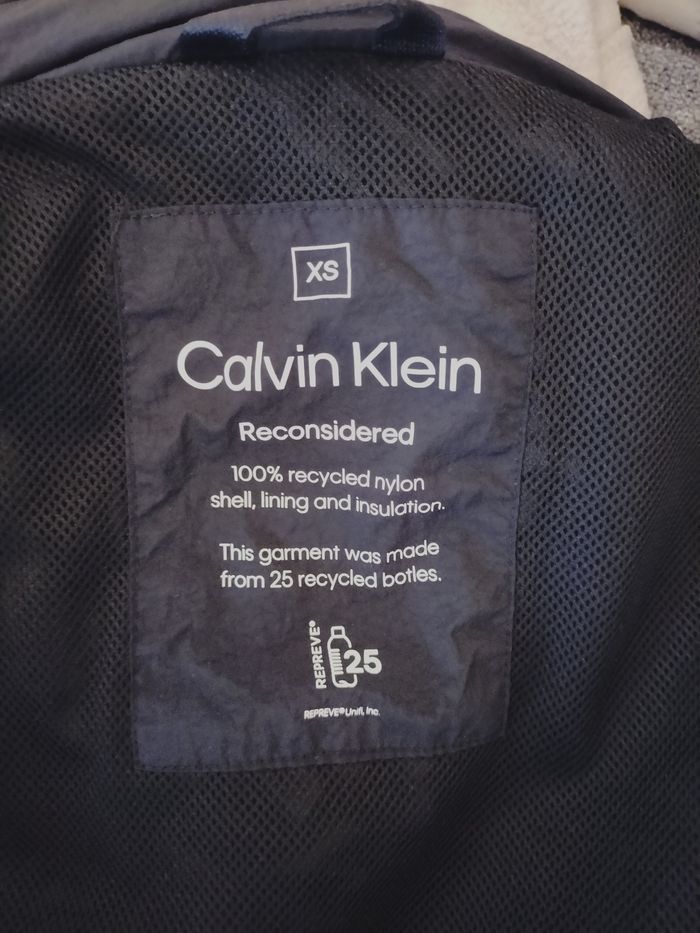 XS
Calvin Klein
Reconsidered
100% recycled nylon
shell, lining and insulation.
This garment was made
from 25 recycled botles.
REPREVE®
25
REPREVE® Unifi, Inc.